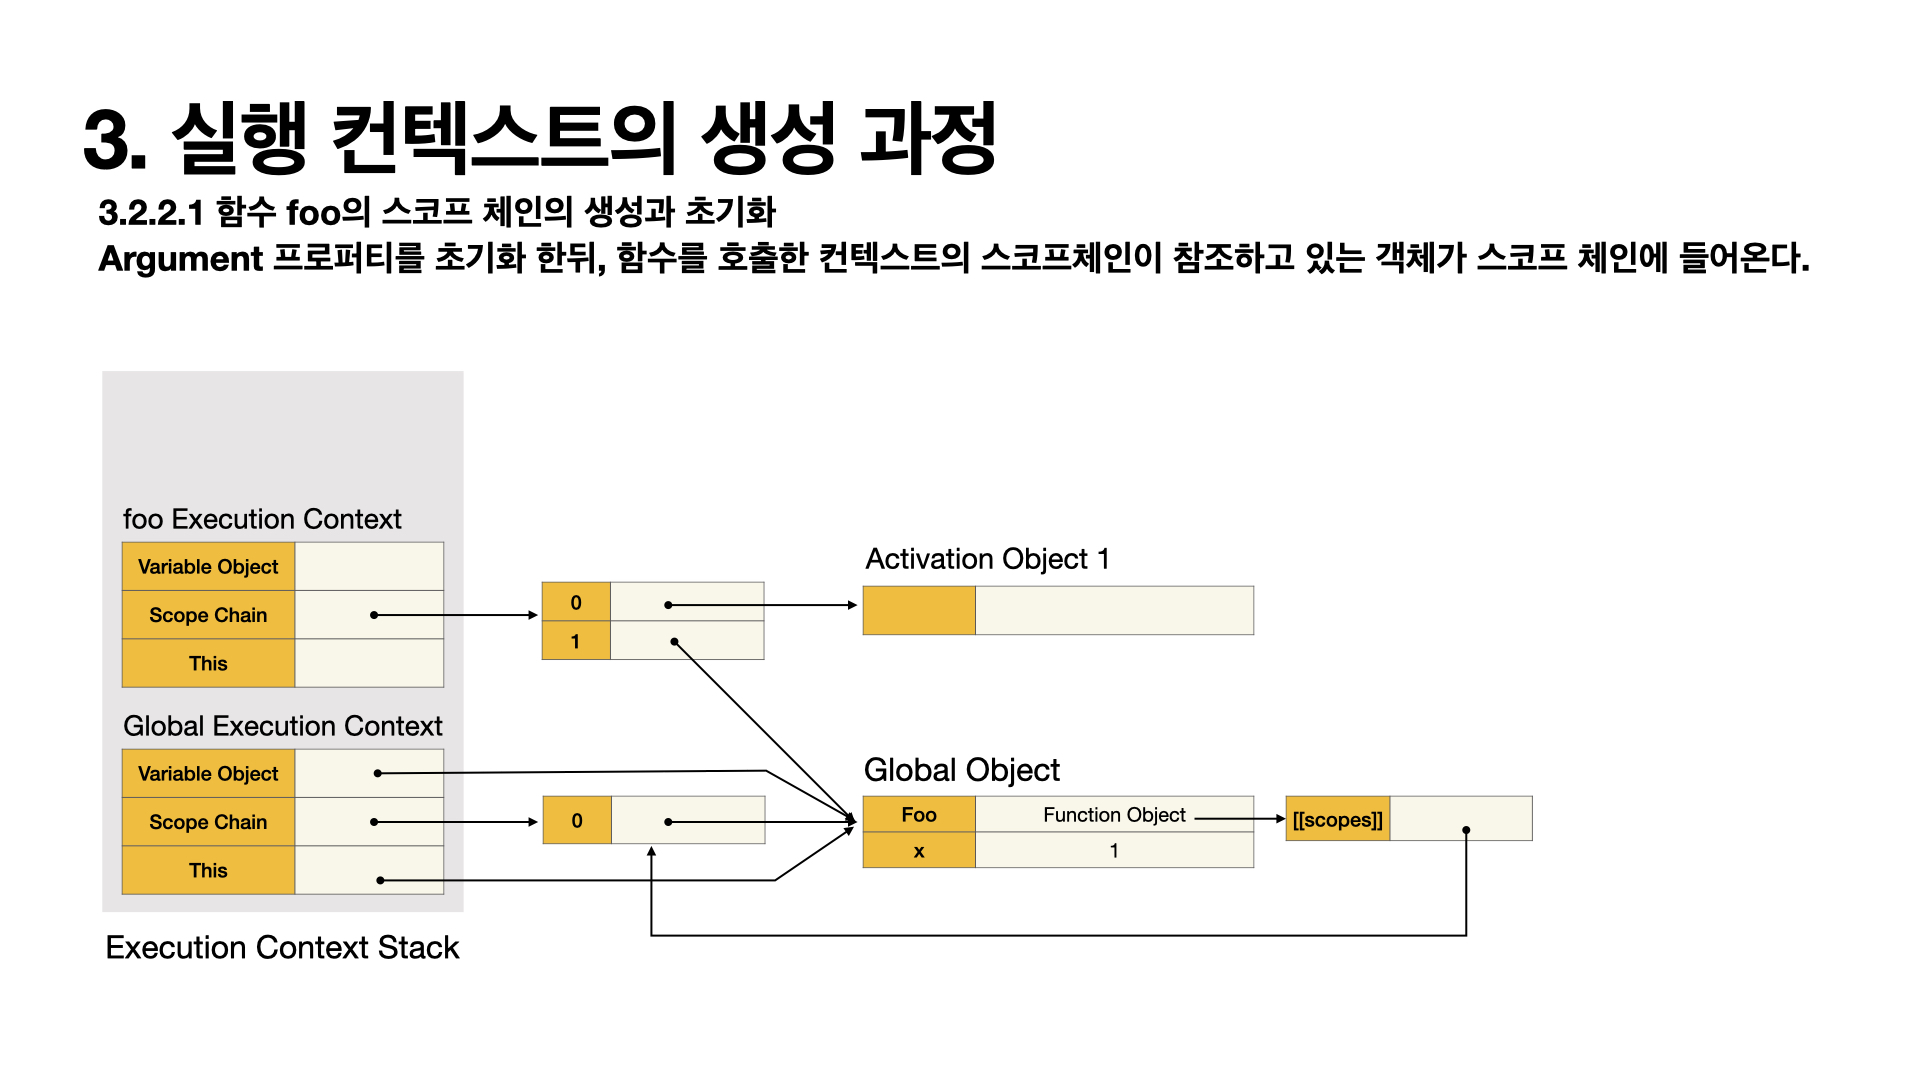 3. 실행 컨텍스트의 생성 과정
3.2.2.1 함수 foo의 스코프 체인의 생성과 초기화
Argument 프로퍼티를 초기화 한뒤, 함수를 호출한 컨텍스트의 스코프체인이 참조하고 있는 객체가 스코프 체인에 들어온다.
foo Execution Context
Variable Object
Scope Chain
This
0
1
Activation Object 1
Global Execution Context
Variable Object
Scope Chain
This
0
Global Object
Foo Function Object
x 1
[[scopes]]
Execution Context Stack